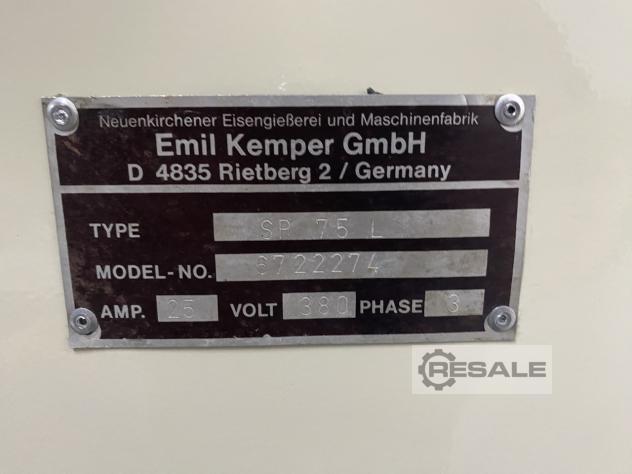 Neuenkirchener Eisengießerei und Maschinenfabrik
Emil Kemper GmbH
D 4835 Rietberg 2 / Germany
TYPE SP 75 L
MODEL-NO. 6722274
AMP. 25 VOLT 380 PHASE 3
RESALE